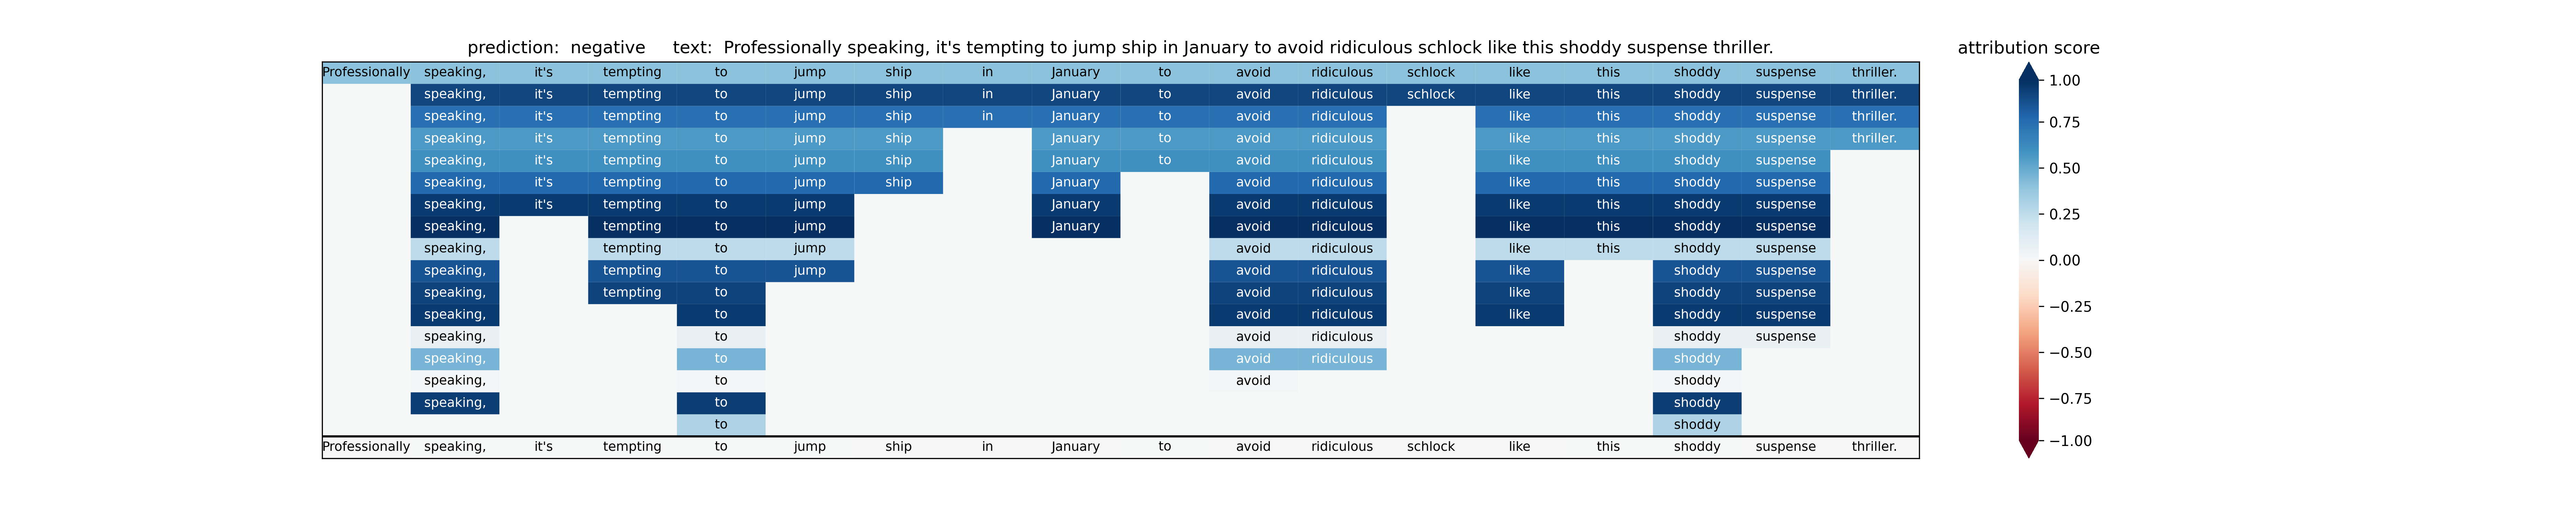 prediction: negative text: Professionally speaking, it's tempting to jump ship in January to avoid ridiculous schlock like this shoddy suspense thriller.
attribution score
Professionally speaking, it's tempting to jump ship in January to avoid ridiculous schlock like this shoddy suspense thriller.
speaking, it's tempting to jump ship in January to avoid ridiculous schlock like this shoddy suspense thriller.
speaking, it's tempting to jump ship in January to avoid ridiculous like this shoddy suspense thriller.
speaking, it's tempting to jump ship January to avoid ridiculous like this shoddy suspense thriller.
speaking, it's tempting to jump ship January to avoid ridiculous like this shoddy suspense
speaking, it's tempting to jump ship January avoid ridiculous like this shoddy suspense
speaking, it's tempting to jump January avoid ridiculous like this shoddy suspense
speaking, tempting to jump January avoid ridiculous like this shoddy suspense
speaking, tempting to jump avoid ridiculous like this shoddy suspense
speaking, tempting to jump avoid ridiculous like shoddy suspense
speaking, tempting to avoid ridiculous like shoddy suspense
speaking, to avoid ridiculous like shoddy suspense
speaking, to avoid ridiculous shoddy suspense
speaking, to avoid ridiculous shoddy
speaking, to avoid shoddy
speaking, to shoddy
to shoddy
Professionally speaking, it's tempting to jump ship in January to avoid ridiculous schlock like this shoddy suspense thriller.
1.00
0.75
0.50
0.25
0.00
−0.25
−0.50
−0.75
−1.00